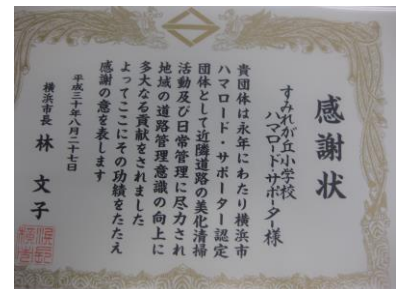 感謝状
すみれが丘小学校
ハマロード・サポーター様
貴団体は永年にわたり横浜市
ハマロード・サポーター認定
団体として近隣道路の美化清掃
活動及び日常管理に尽力され
地域の道路管理意識の向上に
多大なる貢献をされました
よってここにその功績をたたえ
感謝の意を表します
平成三十年八月二十七日
横浜市長 林 文子